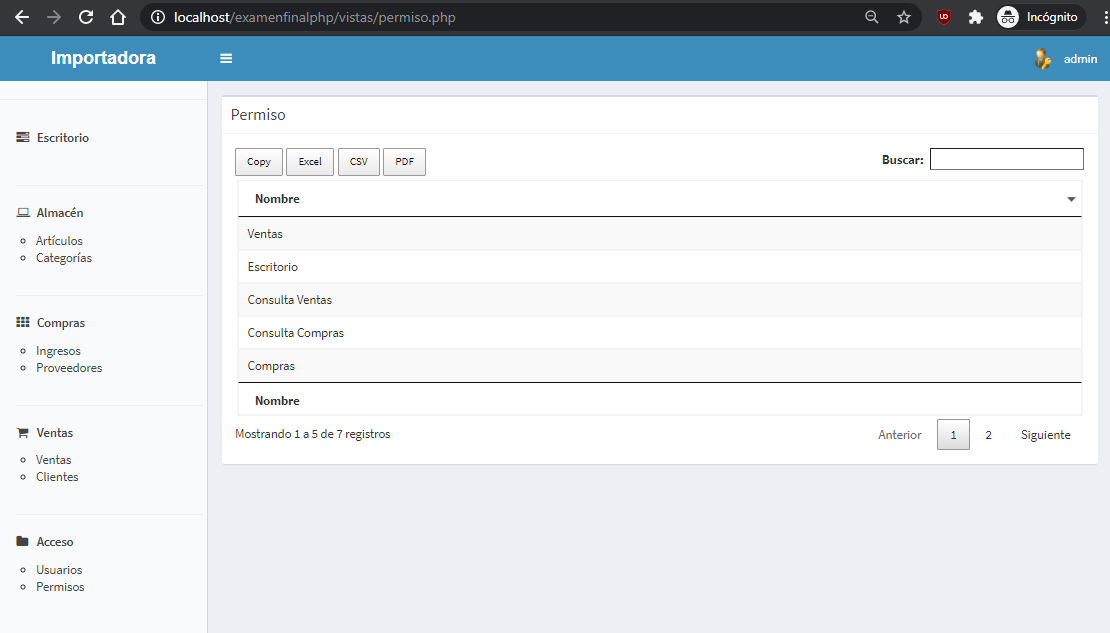 localhost/examenfinalphp/vistas/permiso.php
Incógnito
Importadora
admin
Escritorio
Almacén
Artículos
Categorías
Compras
Ingresos
Proveedores
Ventas
Ventas
Clientes
Acceso
Usuarios
Permisos
Permiso
Copy Excel CSV PDF
Buscar:
Nombre
Ventas
Escritorio
Consulta Ventas
Consulta Compras
Compras
Nombre
Mostrando 1 a 5 de 7 registros
Anterior 1 2 Siguiente